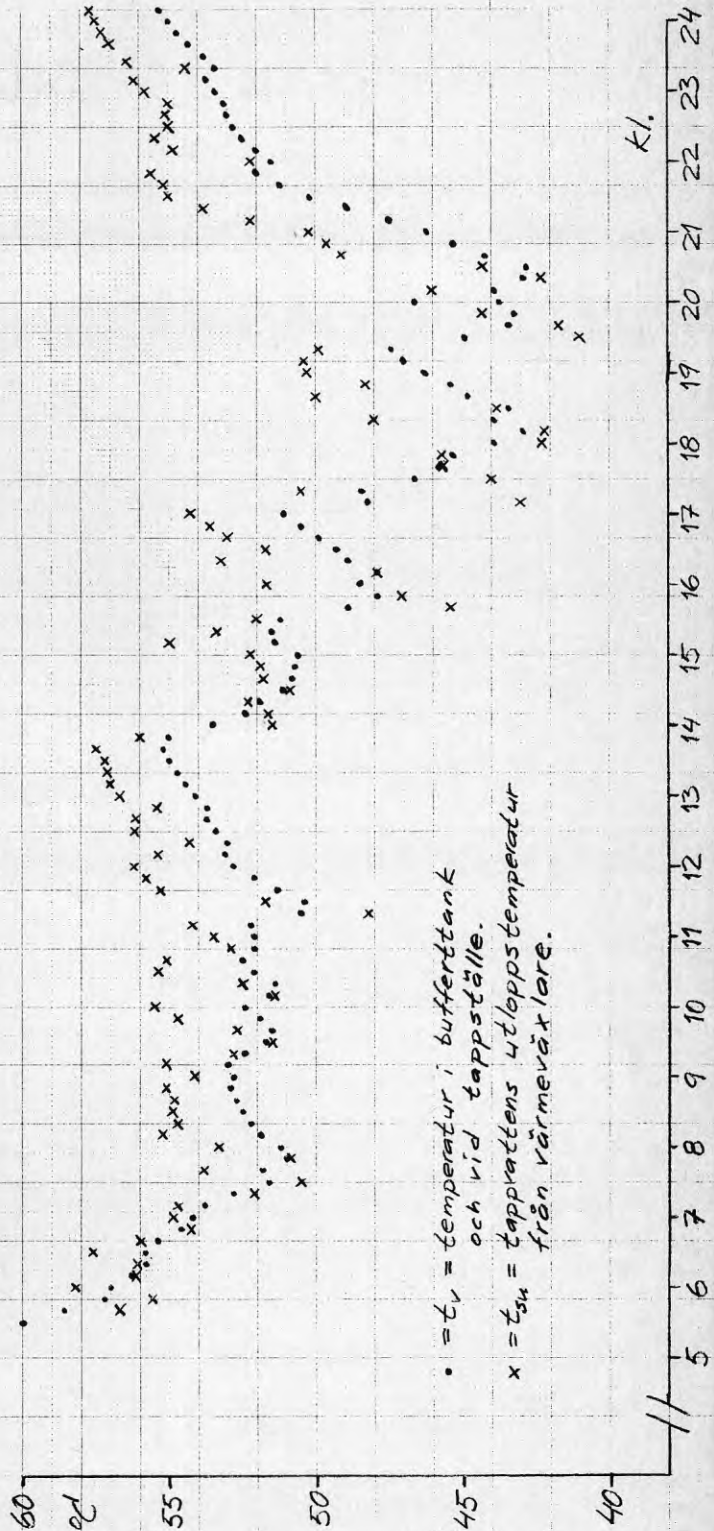 60
°C
55
50
45
40
5 6 7 8 9 10 11 12 13 14 15 16 17 18 19 20 21 22 23 24
kl.
• = tv = temperatur i bufferttank
och vid tappställe.
x = tsu = tappvattens utloppstemperatur
från värmeväxlare.